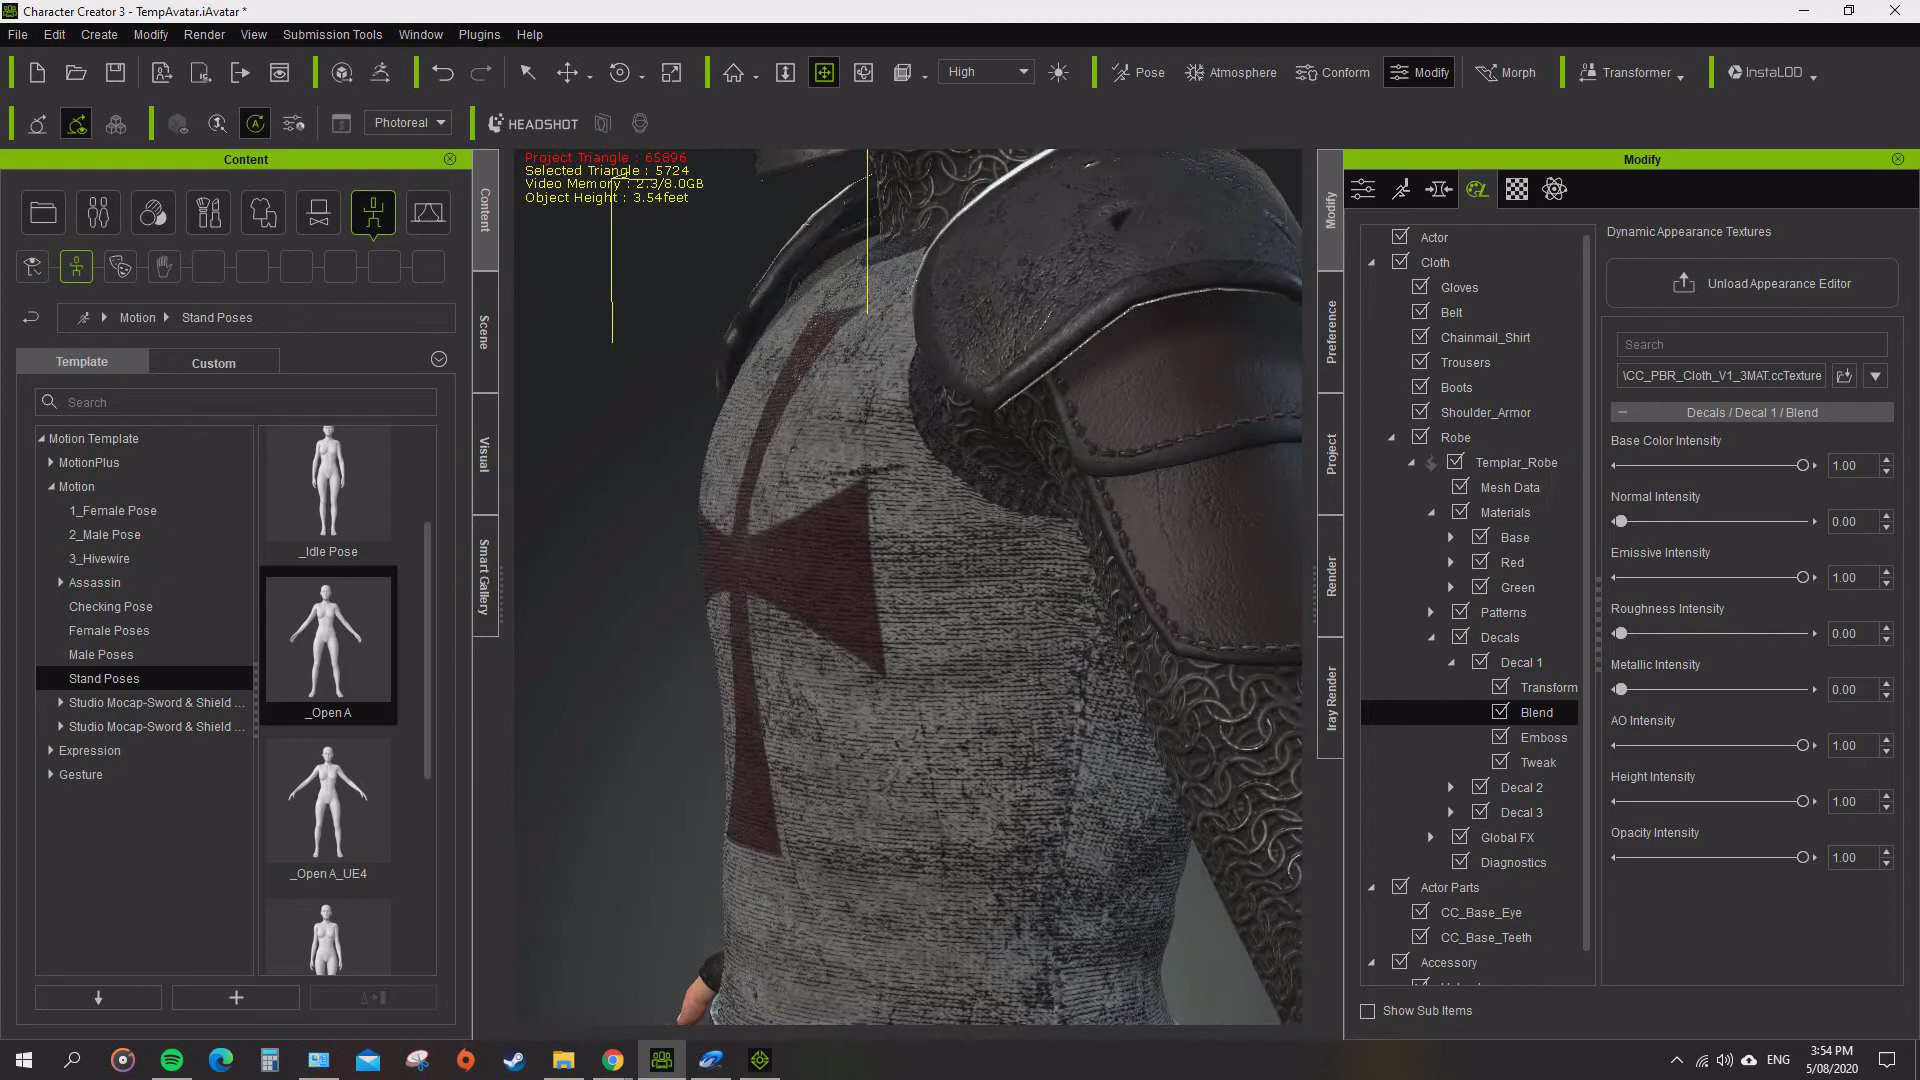 Character Creator 3 - TempAvatar.iAvatar *
File Edit Create Modify Render View Submission Tools Window Plugins Help
High Pose Atmosphere Conform Modify Morph Transformer InstaLOD
Photoreal HEADSHOT
Content
Project Triangle : 65896
Selected Triangle : 5724
Video Memory : 2.3/8.0GB
Object Height : 3.54feet
Motion Stand Poses
Template Custom
Search
Motion Template
MotionPlus
Motion
1_Female Pose
2_Male Pose
3_Hivewire
Assassin
Checking Pose
Female Poses
Male Poses
Stand Poses
Studio Mocap-Sword & Shield ...
Studio Mocap-Sword & Shield ...
Expression
Gesture
_Idle Pose
_Open A
_Open A_UE4
Content
Scene
Visual
Smart Gallery
Modify
Preference
Project
Render
Iray Render
Modify
Actor
Cloth
Gloves
Belt
Chainmail_Shirt
Trousers
Boots
Shoulder_Armor
Robe
Templar_Robe
Mesh Data
Materials
Base
Red
Green
Patterns
Decals
Decal 1
Transform
Blend
Emboss
Tweak
Decal 2
Decal 3
Global FX
Diagnostics
Actor Parts
CC_Base_Eye
CC_Base_Teeth
Accessory
Show Sub Items
Dynamic Appearance Textures
Unload Appearance Editor
Search
\CC_PBR_Cloth_V1_3MAT.ccTexture
Decals / Decal 1 / Blend
Base Color Intensity
1.00
Normal Intensity
0.00
Emissive Intensity
1.00
Roughness Intensity
0.00
Metallic Intensity
0.00
AO Intensity
1.00
Height Intensity
1.00
Opacity Intensity
1.00
ENG
3:54 PM
5/08/2020